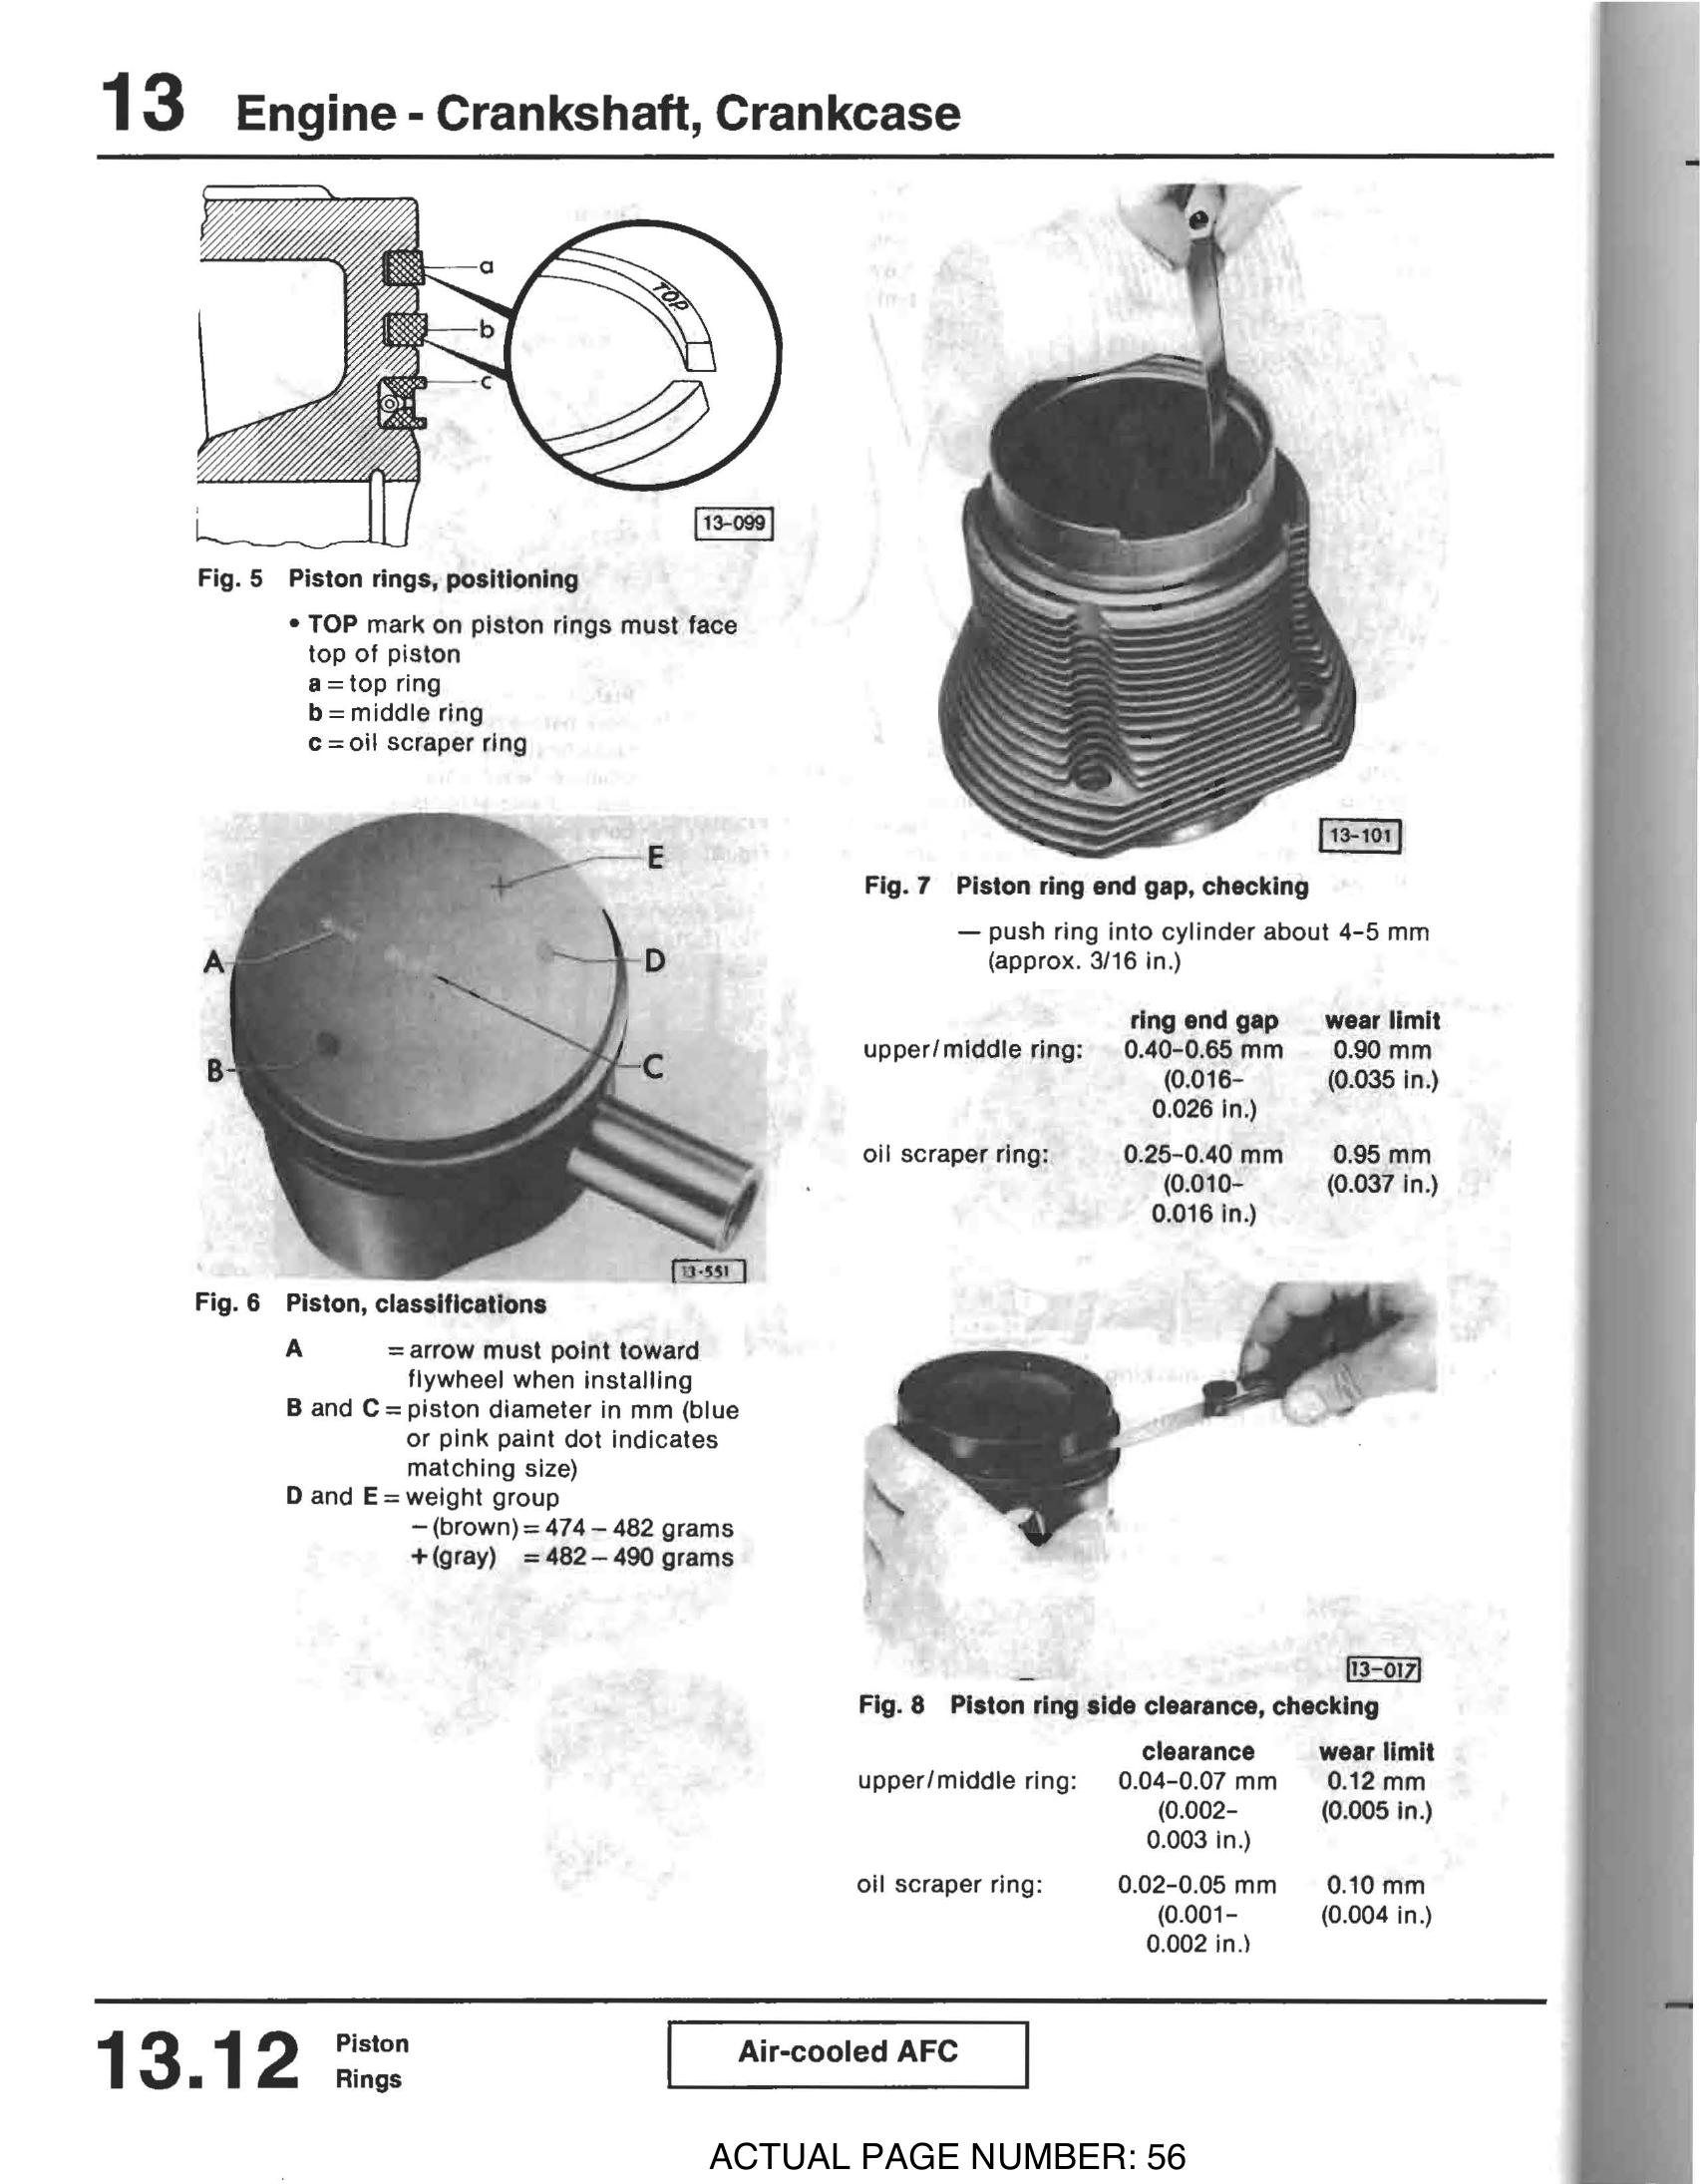 13 Engine - Crankshaft, Crankcase
a
b
c
TOP
13-099
Fig. 5 Piston rings, positioning
• TOP mark on piston rings must face
top of piston
a = top ring
b = middle ring
c = oil scraper ring
E
A
D
B
C
13-551
Fig. 6 Piston, classifications
A = arrow must point toward
flywheel when installing
B and C = piston diameter in mm (blue
or pink paint dot indicates
matching size)
D and E = weight group
– (brown) = 474 – 482 grams
+ (gray) = 482 – 490 grams
13-101
Fig. 7 Piston ring end gap, checking
— push ring into cylinder about 4-5 mm
(approx. 3/16 in.)
ring end gap wear limit
upper/middle ring: 0.40-0.65 mm 0.90 mm
(0.016- (0.035 in.)
0.026 in.)
oil scraper ring: 0.25-0.40 mm 0.95 mm
(0.010- (0.037 in.)
0.016 in.)
13-017
Fig. 8 Piston ring side clearance, checking
clearance wear limit
upper/middle ring: 0.04-0.07 mm 0.12 mm
(0.002- (0.005 in.)
0.003 in.)
oil scraper ring: 0.02-0.05 mm 0.10 mm
(0.001- (0.004 in.)
0.002 in.)
13.12 Piston
Rings
Air-cooled AFC
ACTUAL PAGE NUMBER: 56